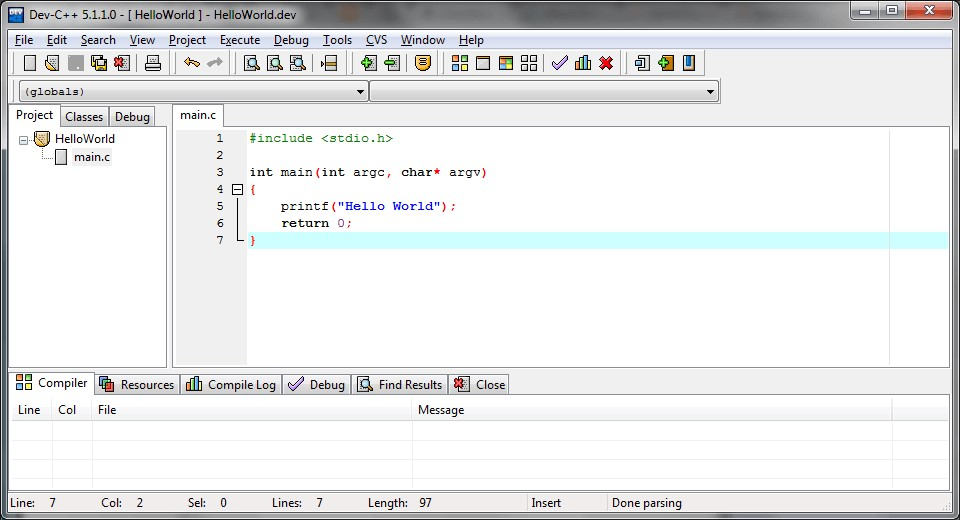 Dev-C++ 5.1.1.0 - [ HelloWorld ] - HelloWorld.dev
File Edit Search View Project Execute Debug Tools CVS Window Help
(globals)
Project Classes Debug
HelloWorld
main.c
main.c
1 #include <stdio.h>
2
3 int main(int argc, char* argv)
4 {
5 printf("Hello World");
6 return 0;
7 }
Compiler Resources Compile Log Debug Find Results Close
Line Col File Message
Line: 7 Col: 2 Sel: 0 Lines: 7 Length: 97 Insert Done parsing